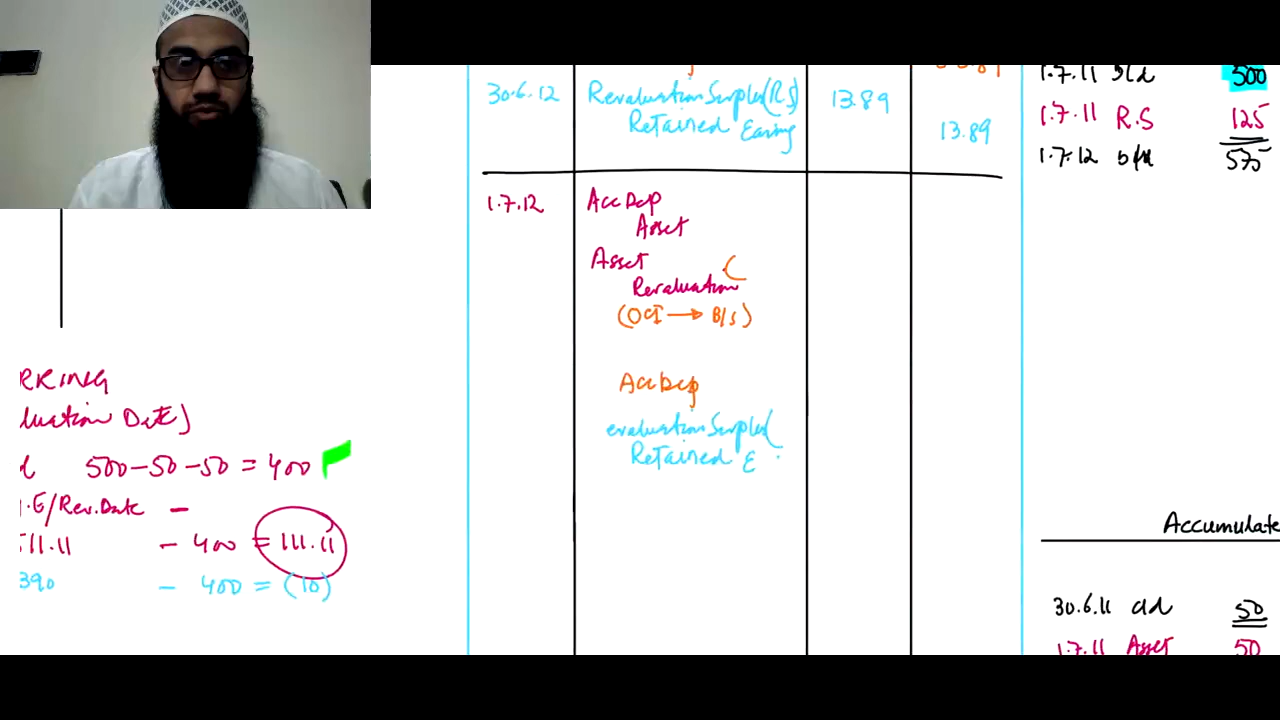 RKING
luation Date)
d 500-50-50 = 400
.E/Rev.Date -
511.11 - 400 = 111.11
390 - 400 = (10)
30.6.12 Revaluation Surplus(RS) 13.89
Retained Earing 13.89
1.7.12 Acc Dep
Asset
Asset (
Revaluation
(OCI → B/S)
Acc Dep
evaluation Surplus(
Retained E
1.7.11 b/d 500
1.7.11 R.S 125
1.7.12 b/d 575
Accumulate
30.6.11 c/d 50
1.7.11 Asset 50